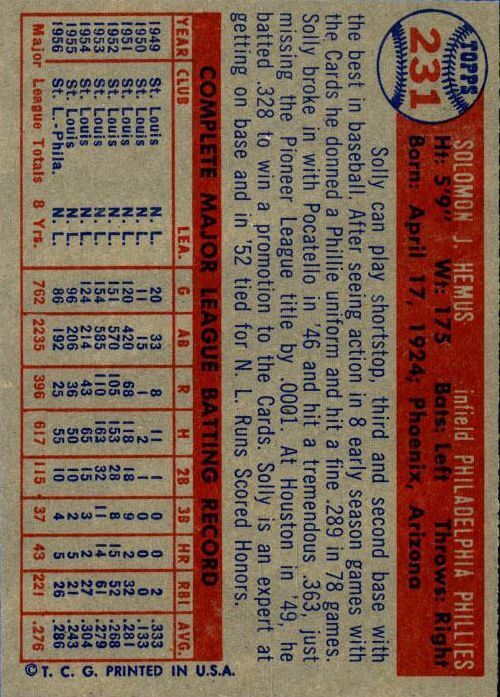 TOPPS
231
SOLOMON J. HEMUS infield PHILADELPHIA PHILLIES
Ht: 5'9" Wt: 175 Bats: Left Throws: Right
Born: April 17, 1924; Phoenix, Arizona
Solly can play shortstop, third and second base with
the best in baseball. After seeing action in 8 early season games with
the Cards he donned a Phillie uniform and hit a fine .289 in 78 games.
Solly broke in with Pocatello in '46 and hit a tremendous .363, just
missing the Pioneer League title by .0001. At Houston in '49, he
batted .328 to win a promotion to the Cards. Solly is an expert at
getting on base and in '52 tied for N. L. Runs Scored Honors.
COMPLETE MAJOR LEAGUE BATTING RECORD
YEAR CLUB LEA. G AB R H 2B 3B HR RBI AVG.
1949 St. Louis N. L. 20 33 8 11 1 0 0 2 .333
1950 St. Louis N. L. 11 15 1 2 1 0 0 0 .133
1951 St. Louis N. L. 120 420 68 118 18 9 2 32 .281
1952 St. Louis N. L. 151 570 105 153 28 8 15 52 .268
1953 St. Louis N. L. 154 585 110 163 32 11 14 61 .279
1954 St. Louis N. L. 124 214 43 65 15 3 2 27 .304
1955 St. Louis N. L. 96 206 36 50 10 2 5 21 .243
1956 St. L.-Phila. N. L. 86 192 25 55 10 4 5 26 .286
Major League Totals 8 Yrs. 762 2235 396 617 115 37 43 221 .276
© T. C. G. PRINTED IN U.S.A.